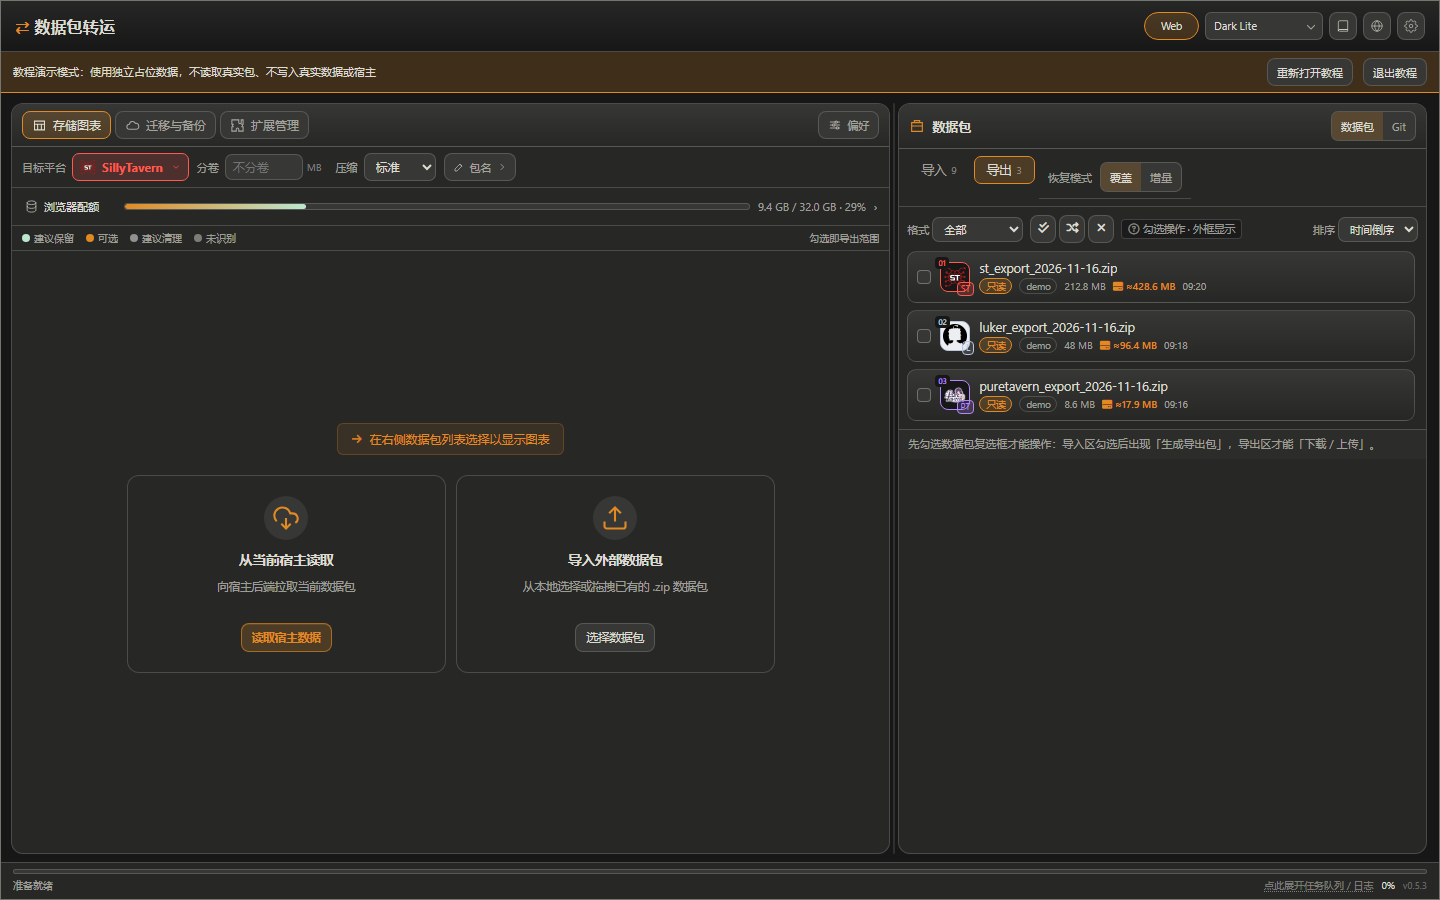 数据包转运
Web
Dark Lite
教程演示模式：使用独立占位数据，不读取真实包、不写入真实数据或宿主
重新打开教程
退出教程
存储图表
迁移与备份
扩展管理
偏好
目标平台
ST SillyTavern
分卷
不分卷
MB
压缩
标准
包名
浏览器配额
9.4 GB / 32.0 GB · 29%
建议保留
可选
建议清理
未识别
勾选即导出范围
在右侧数据包列表选择以显示图表
从当前宿主读取
向宿主后端拉取当前数据包
读取宿主数据
导入外部数据包
从本地选择或拖拽已有的 .zip 数据包
选择数据包
数据包
数据包
Git
导入 9
导出 3
恢复模式
覆盖
增量
格式
全部
勾选操作 · 外框显示
排序
时间倒序
01
ST
ST
st_export_2026-11-16.zip
只读 demo 212.8 MB ≈428.6 MB 09:20
02
L
luker_export_2026-11-16.zip
只读 demo 48 MB ≈96.4 MB 09:18
03
PT
puretavern_export_2026-11-16.zip
只读 demo 8.6 MB ≈17.9 MB 09:16
先勾选数据包复选框才能操作：导入区勾选后出现「生成导出包」，导出区才能「下载 / 上传」。
准备就绪
点此展开任务队列 / 日志
0%
v0.5.3